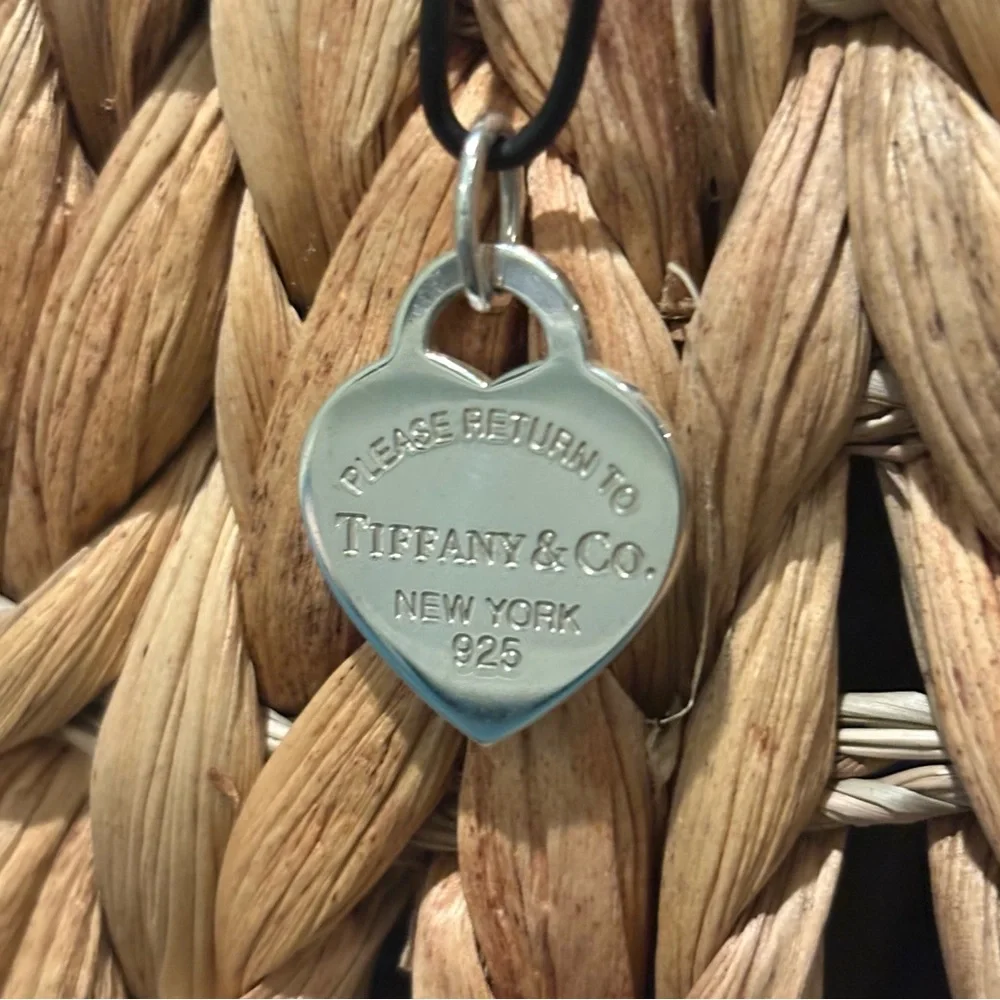 PLEASE RETURN TO
TIFFANY & CO.
NEW YORK
925